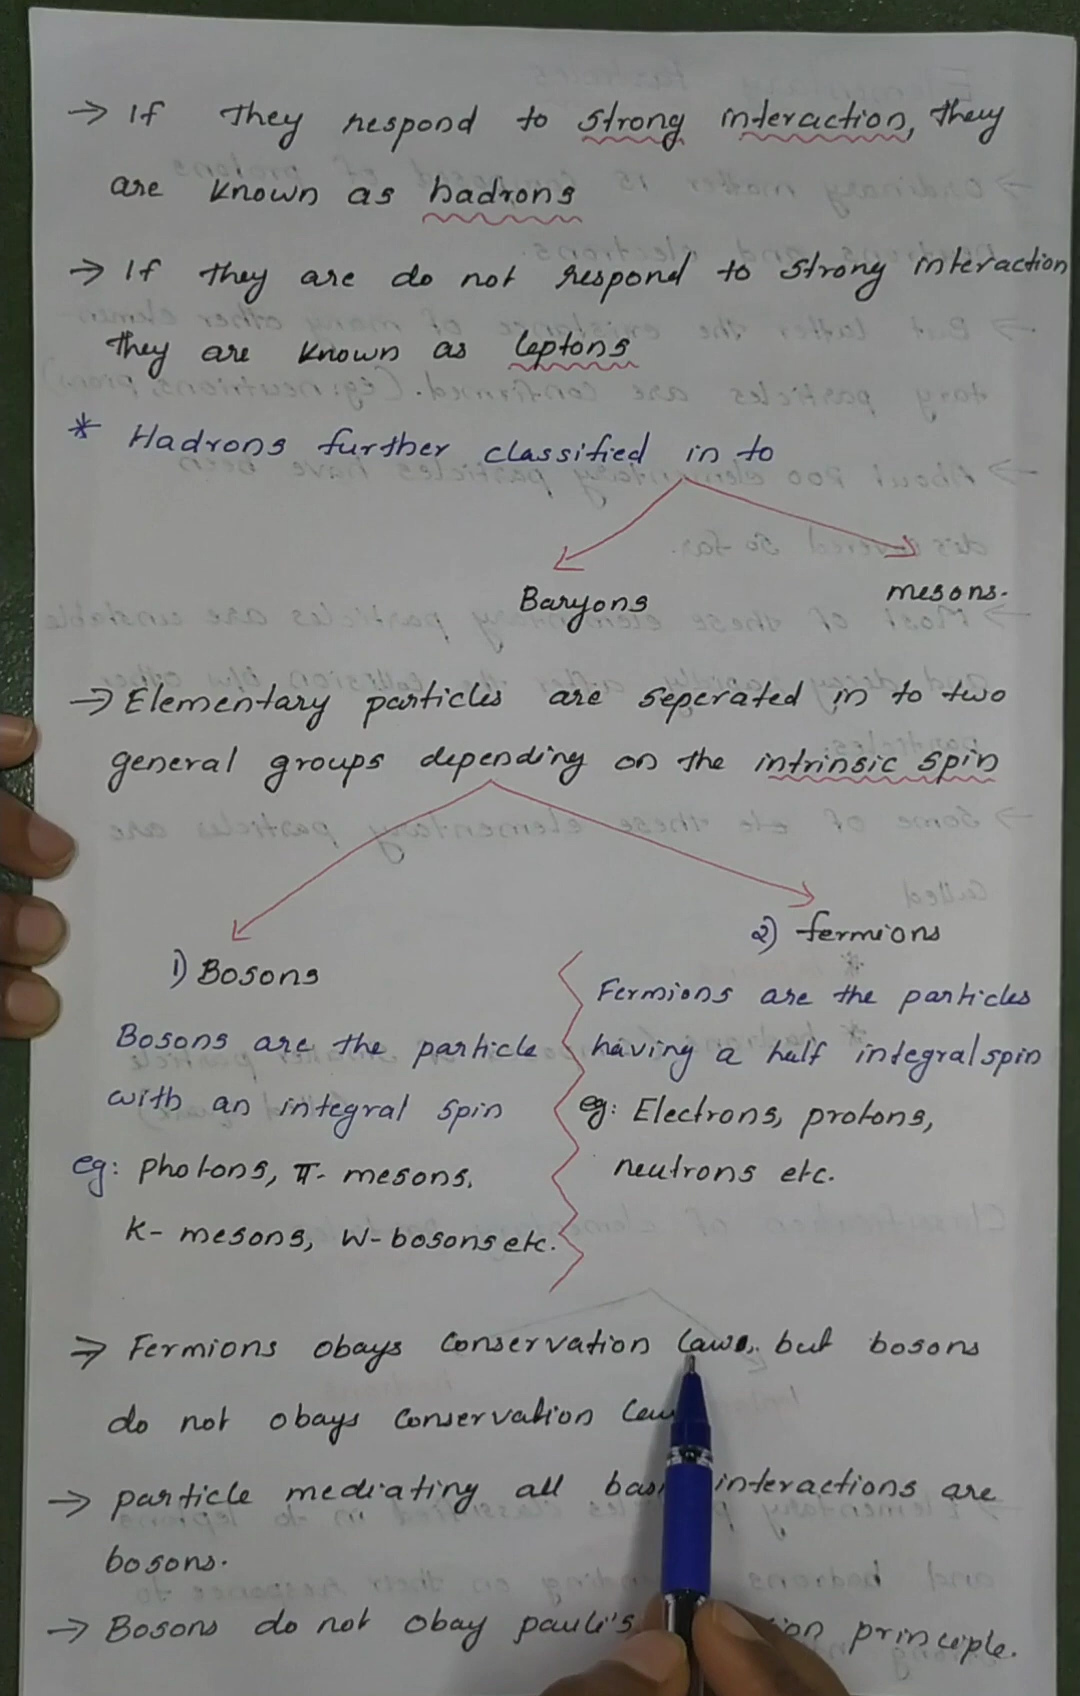 → If they respond to strong interaction, they
are known as hadrons
→ If they are do not respond to strong interaction
they are known as leptons
* Hadrons further classified in to
Baryons mesons.
→ Elementary particles are seperated in to two
general groups depending on the intrinsic spin
1) Bosons
Bosons are the particle
with an integral spin
eg: photons, π- mesons,
K- mesons, W-bosons etc.
2) fermions
Fermions are the particles
having a half integral spin
eg: Electrons, protons,
neutrons etc.
→ Fermions obays conservation laws, but bosons
do not obays conservation
→ particle mediating all interactions are
bosons.
→ Bosons do not obay pauli's principle.